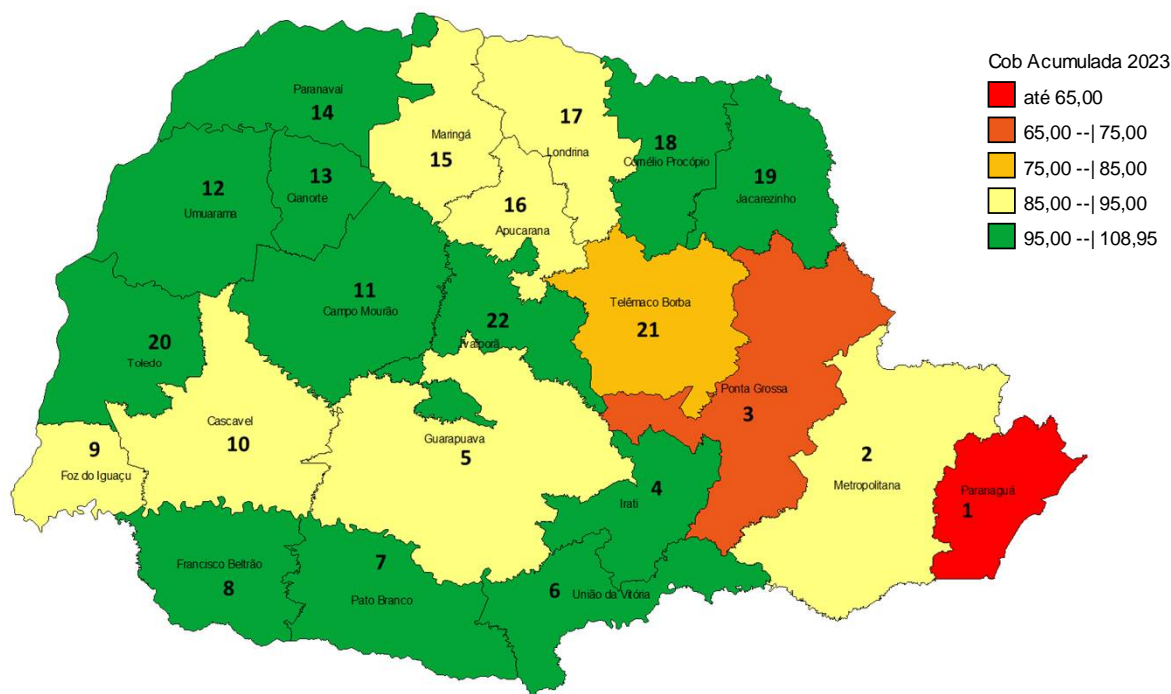 Cob Acumulada 2023
até 65,00
65,00 --| 75,00
75,00 --| 85,00
85,00 --| 95,00
95,00 --| 108,95
Paranavaí
14
Maringá
15
17
Londrina
18
Cornélio Procópio
19
Jacarezinho
12
Umuarama
13
Cianorte
16
Apucarana
11
Campo Mourão
22
Ivaiporã
Telêmaco Borba
21
20
Toledo
Ponta Grossa
3
Cascavel
10
9
Foz do Iguaçu
Guarapuava
5
2
Metropolitana
4
Irati
Paranaguá
1
Francisco Beltrão
8
7
Pato Branco
6
União da Vitória